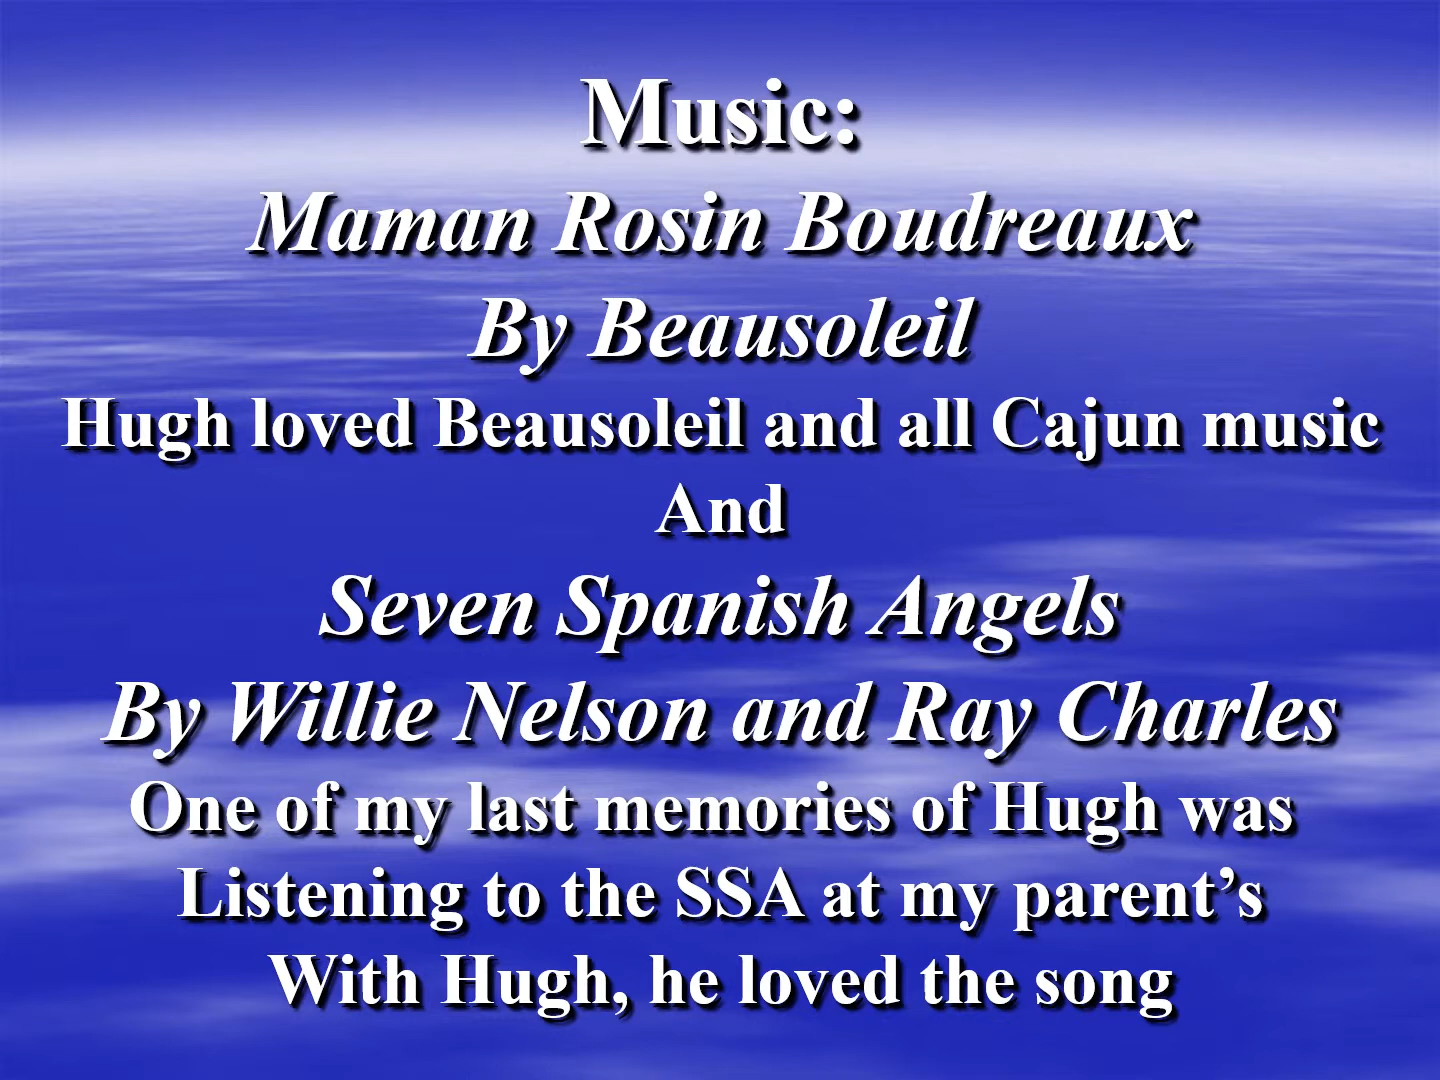 Music:
Maman Rosin Boudreaux
By Beausoleil
Hugh loved Beausoleil and all Cajun music
And
Seven Spanish Angels
By Willie Nelson and Ray Charles
One of my last memories of Hugh was
Listening to the SSA at my parent’s
With Hugh, he loved the song